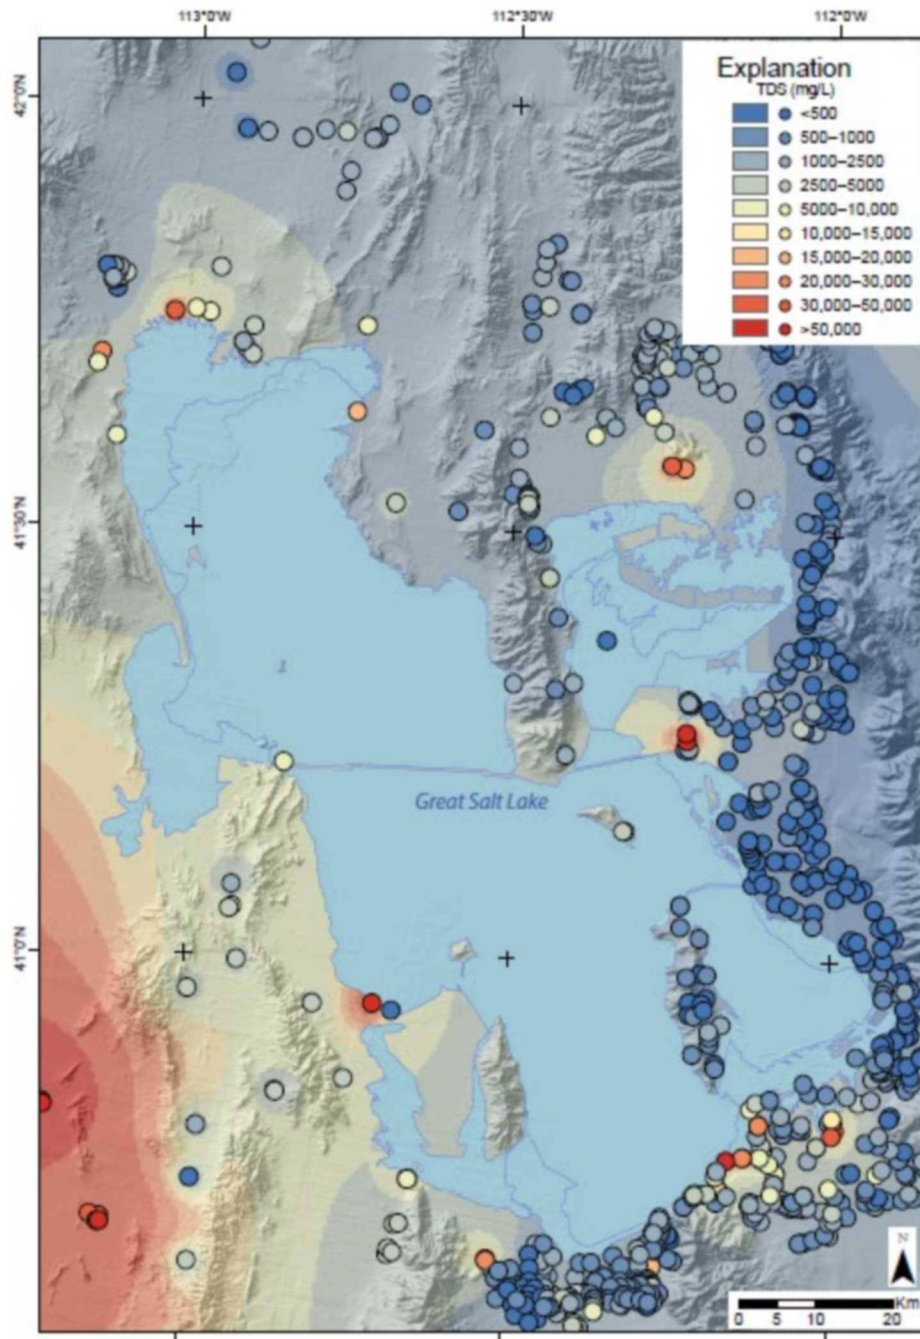 113°0'W 112°30'W 112°0'W
Explanation
TDS (mg/L)
<500
500–1000
1000–2500
2500–5000
5000–10,000
10,000–15,000
15,000–20,000
20,000–30,000
30,000–50,000
>50,000
42°0'N
41°30'N
Great Salt Lake
41°0'N
N
Km
0 5 10 20